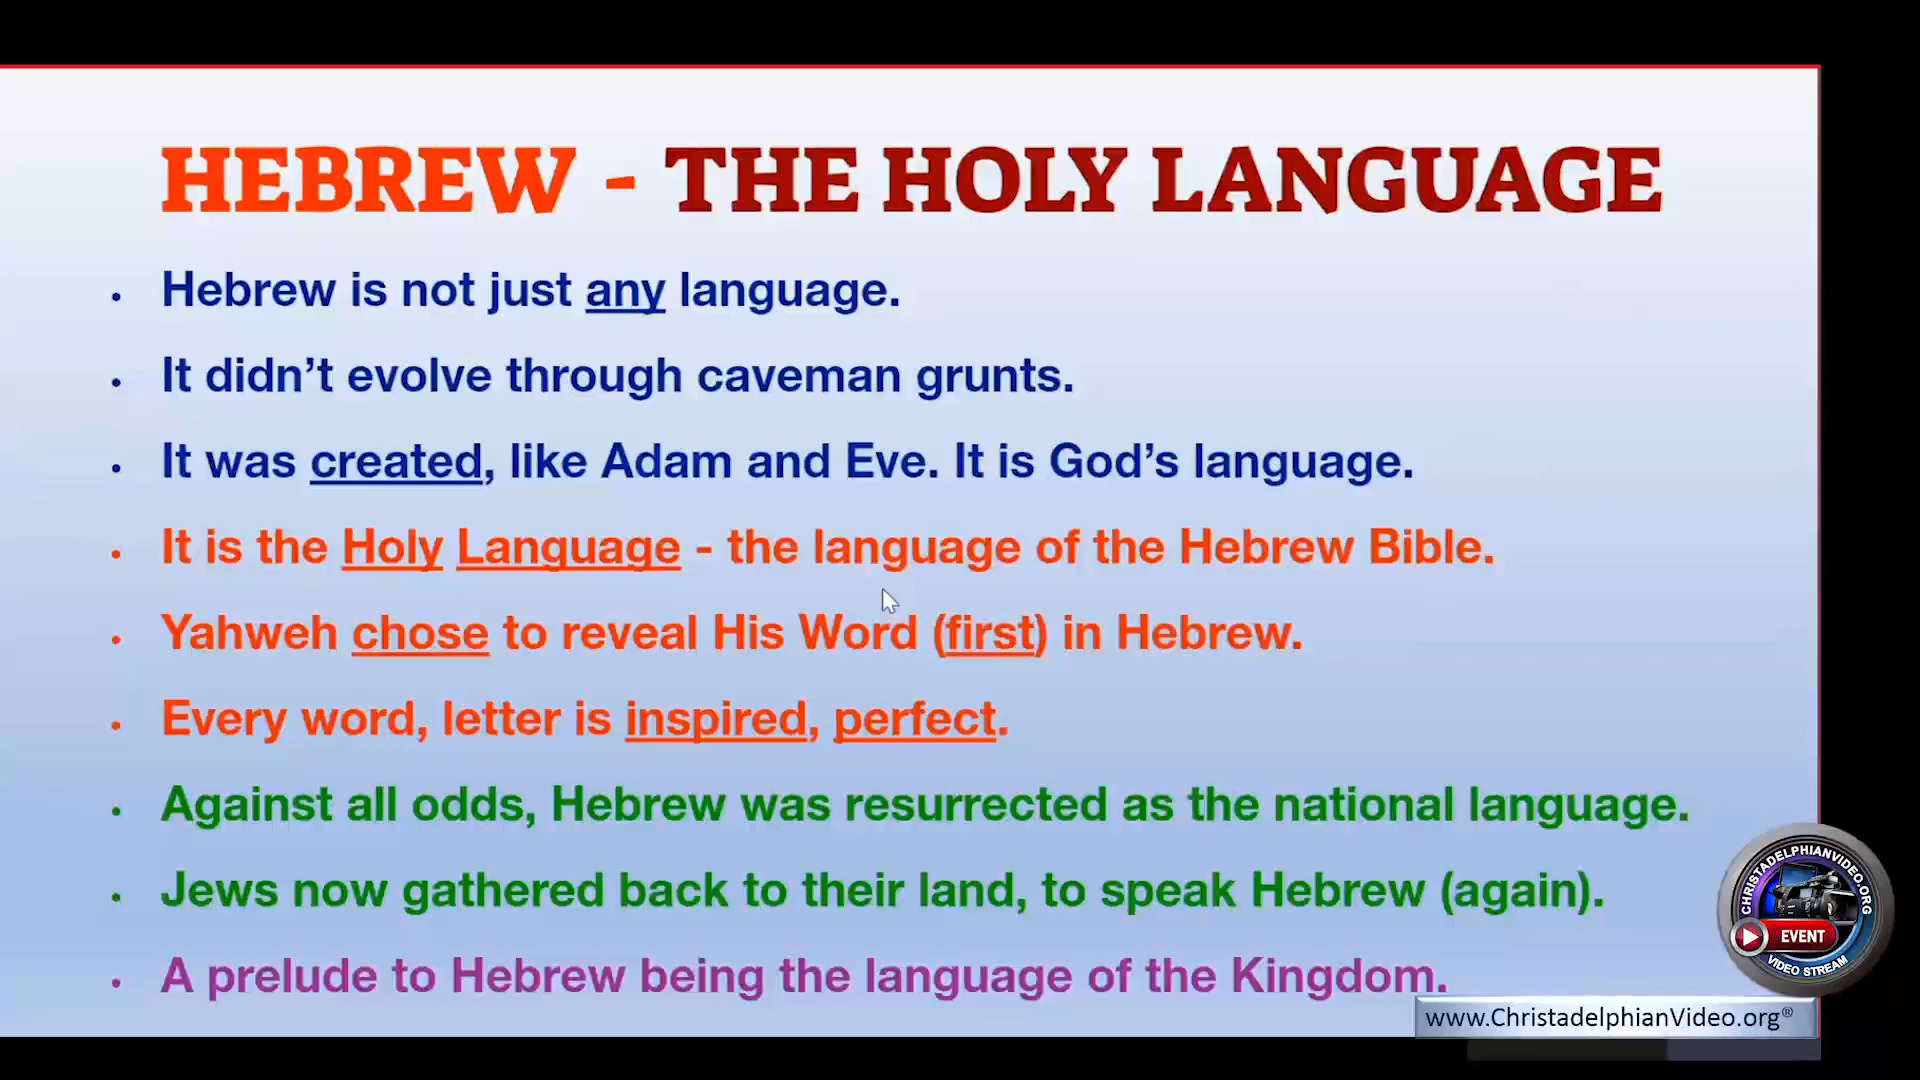 HEBREW - THE HOLY LANGUAGE
• Hebrew is not just any language.
• It didn’t evolve through caveman grunts.
• It was created, like Adam and Eve. It is God’s language.
• It is the Holy Language - the language of the Hebrew Bible.
• Yahweh chose to reveal His Word (first) in Hebrew.
• Every word, letter is inspired, perfect.
• Against all odds, Hebrew was resurrected as the national language.
• Jews now gathered back to their land, to speak Hebrew (again).
• A prelude to Hebrew being the language of the Kingdom.
CHRISTADELPHIANVIDEO.ORG
EVENT
VIDEO STREAM
www.ChristadelphianVideo.org®